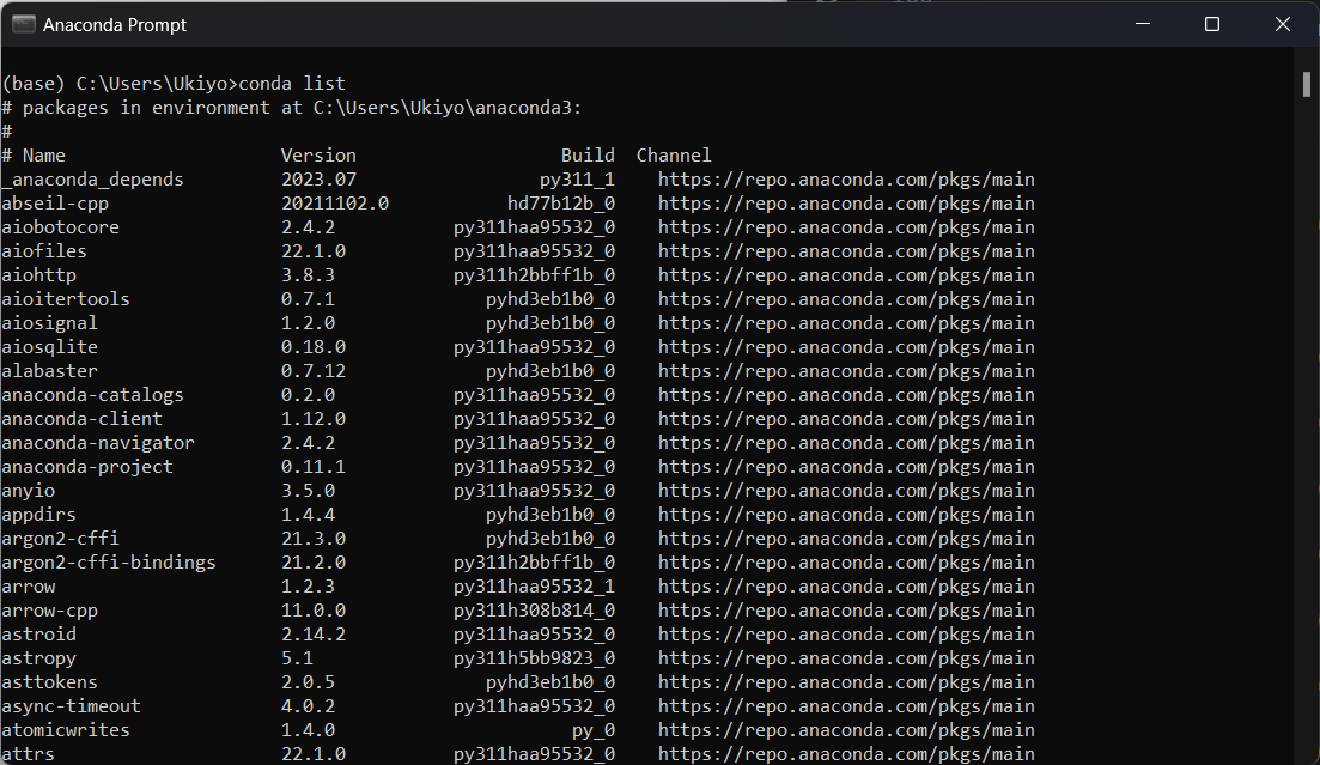 Anaconda Prompt
(base) C:\Users\Ukiyo>conda list
# packages in environment at C:\Users\Ukiyo\anaconda3:
#
# Name                    Version                   Build  Channel
_anaconda_depends         2023.07                 py311_1    https://repo.anaconda.com/pkgs/main
abseil-cpp                20211102.0           hd77b12b_0    https://repo.anaconda.com/pkgs/main
aiobotocore               2.4.2           py311haa95532_0    https://repo.anaconda.com/pkgs/main
aiofiles                  22.1.0          py311haa95532_0    https://repo.anaconda.com/pkgs/main
aiohttp                   3.8.3           py311h2bbff1b_0    https://repo.anaconda.com/pkgs/main
aioitertools              0.7.1              pyhd3eb1b0_0    https://repo.anaconda.com/pkgs/main
aiosignal                 1.2.0              pyhd3eb1b0_0    https://repo.anaconda.com/pkgs/main
aiosqlite                 0.18.0          py311haa95532_0    https://repo.anaconda.com/pkgs/main
alabaster                 0.7.12             pyhd3eb1b0_0    https://repo.anaconda.com/pkgs/main
anaconda-catalogs         0.2.0           py311haa95532_0    https://repo.anaconda.com/pkgs/main
anaconda-client           1.12.0          py311haa95532_0    https://repo.anaconda.com/pkgs/main
anaconda-navigator        2.4.2           py311haa95532_0    https://repo.anaconda.com/pkgs/main
anaconda-project          0.11.1          py311haa95532_0    https://repo.anaconda.com/pkgs/main
anyio                     3.5.0           py311haa95532_0    https://repo.anaconda.com/pkgs/main
appdirs                   1.4.4              pyhd3eb1b0_0    https://repo.anaconda.com/pkgs/main
argon2-cffi               21.3.0             pyhd3eb1b0_0    https://repo.anaconda.com/pkgs/main
argon2-cffi-bindings      21.2.0          py311h2bbff1b_0    https://repo.anaconda.com/pkgs/main
arrow                     1.2.3           py311haa95532_1    https://repo.anaconda.com/pkgs/main
arrow-cpp                 11.0.0          py311h308b814_0    https://repo.anaconda.com/pkgs/main
astroid                   2.14.2          py311haa95532_0    https://repo.anaconda.com/pkgs/main
astropy                   5.1             py311h5bb9823_0    https://repo.anaconda.com/pkgs/main
asttokens                 2.0.5              pyhd3eb1b0_0    https://repo.anaconda.com/pkgs/main
async-timeout             4.0.2           py311haa95532_0    https://repo.anaconda.com/pkgs/main
atomicwrites              1.4.0                      py_0    https://repo.anaconda.com/pkgs/main
attrs                     22.1.0          py311haa95532_0    https://repo.anaconda.com/pkgs/main